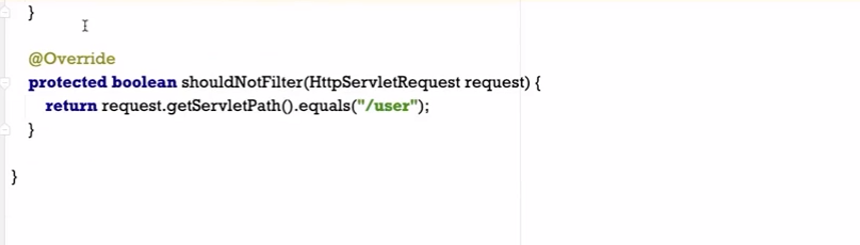 }
@Override
protected boolean shouldNotFilter(HttpServletRequest request) {
return request.getServletPath().equals("/user");
}
}